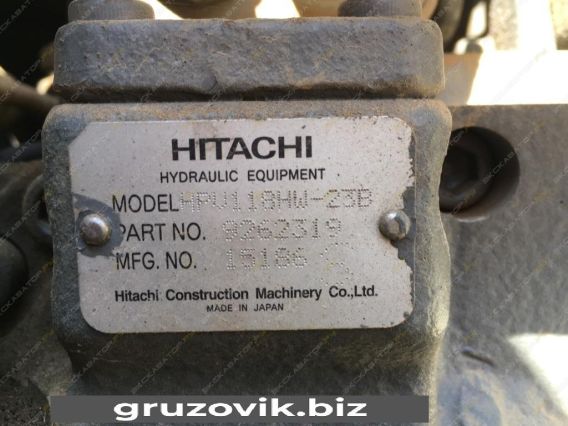 HITACHI
HYDRAULIC EQUIPMENT
MODEL HPV118HW-23B
PART NO. 9262319
MFG. NO. 15186
Hitachi Construction Machinery Co.,Ltd.
MADE IN JAPAN
gruzovik.biz